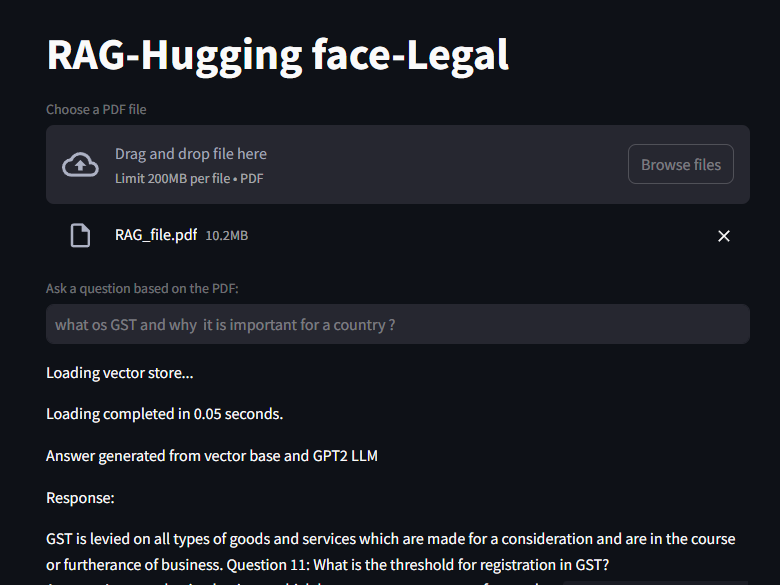 RAG-Hugging face-Legal
Choose a PDF file
Drag and drop file here
Limit 200MB per file • PDF
Browse files
RAG_file.pdf 10.2MB
Ask a question based on the PDF:
what os GST and why it is important for a country ?
Loading vector store...
Loading completed in 0.05 seconds.
Answer generated from vector base and GPT2 LLM
Response:
GST is levied on all types of goods and services which are made for a consideration and are in the course
or furtherance of business. Question 11: What is the threshold for registration in GST?